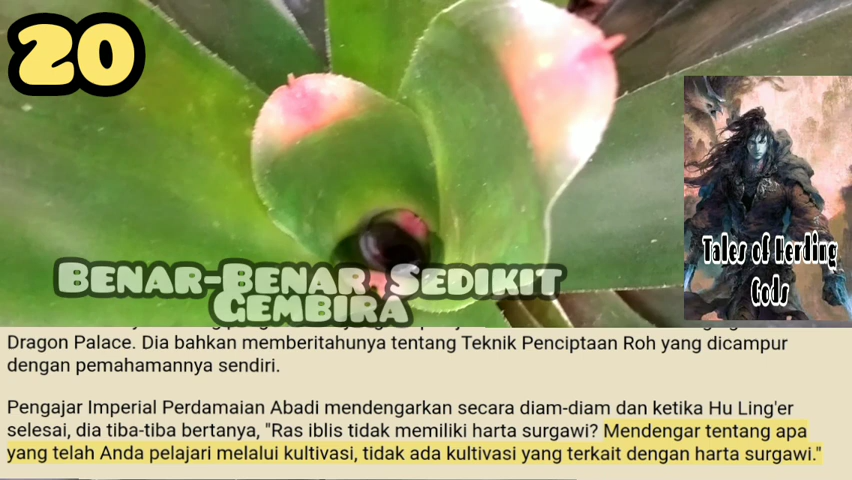 20
Tales of Herding
Gods
BENAR-BENAR SEDIKIT
GEMBIRA
Dragon Palace. Dia bahkan memberitahunya tentang Teknik Penciptaan Roh yang dicampur
dengan pemahamannya sendiri.
Pengajar Imperial Perdamaian Abadi mendengarkan secara diam-diam dan ketika Hu Ling'er
selesai, dia tiba-tiba bertanya, "Ras iblis tidak memiliki harta surgawi? Mendengar tentang apa
yang telah Anda pelajari melalui kultivasi, tidak ada kultivasi yang terkait dengan harta surgawi."